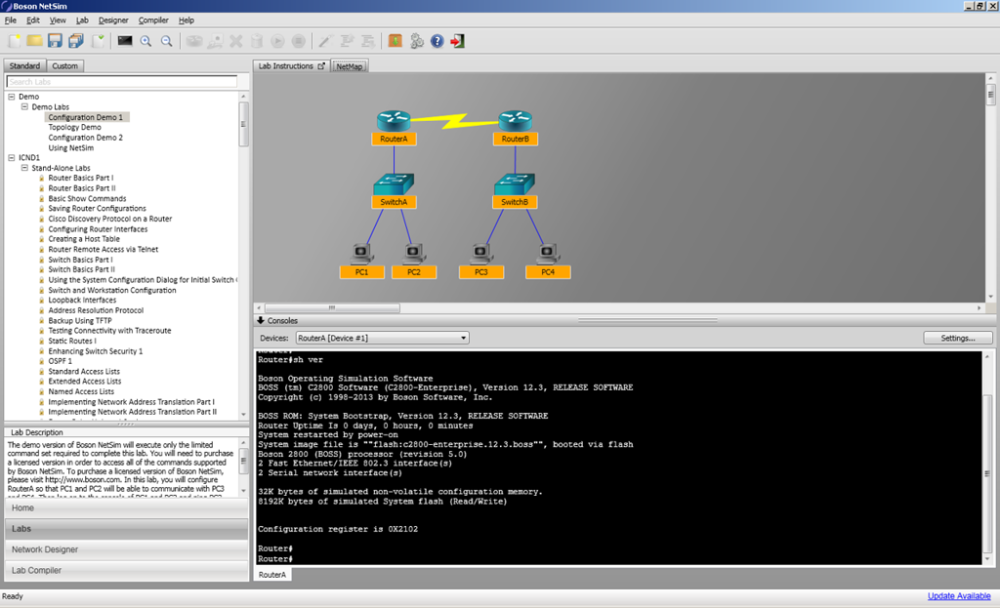 Boson NetSim
File Edit View Lab Designer Compiler Help
Standard Custom
Search Labs
Demo
Demo Labs
Configuration Demo 1
Topology Demo
Configuration Demo 2
Using NetSim
ICND1
Stand-Alone Labs
Router Basics Part I
Router Basics Part II
Basic Show Commands
Saving Router Configurations
Cisco Discovery Protocol on a Router
Configuring Router Interfaces
Creating a Host Table
Router Remote Access via Telnet
Switch Basics Part I
Switch Basics Part II
Using the System Configuration Dialog for Initial Switch
Switch and Workstation Configuration
Loopback Interfaces
Address Resolution Protocol
Backup Using TFTP
Testing Connectivity with Traceroute
Static Routes I
Enhancing Switch Security 1
OSPF 1
Standard Access Lists
Extended Access Lists
Named Access Lists
Implementing Network Address Translation Part I
Implementing Network Address Translation Part II
Lab Description
The demo version of Boson NetSim will execute only the limited
command set required to complete this lab. You will need to purchase
a licensed version in order to access all of the commands supported
by Boson NetSim. To purchase a licensed version of Boson NetSim,
please visit http://www.boson.com. In this lab, you will configure
RouterA so that PC1 and PC2 will be able to communicate with PC3
Home
Labs
Network Designer
Lab Compiler
Lab Instructions NetMap
RouterA RouterB
SwitchA SwitchB
PC1 PC2 PC3 PC4
Consoles
Devices: RouterA [Device #1] Settings...
Router#sh ver
Boson Operating Simulation Software
BOSS (tm) C2800 Software (C2800-Enterprise), Version 12.3, RELEASE SOFTWARE
Copyright (c) 1998-2013 by Boson Software, Inc.
BOSS ROM: System Bootstrap, Version 12.3, RELEASE SOFTWARE
Router Uptime Is 0 days, 0 hours, 0 minutes
System restarted by power-on
System image file is ""flash:c2800-enterprise.12.3.boss"", booted via flash
Boson 2800 (BOSS) processor (revision 5.0)
2 Fast Ethernet/IEEE 802.3 interface(s)
2 Serial network interface(s)
32K bytes of simulated non-volatile configuration memory.
8192K bytes of simulated System flash (Read/Write)
Configuration register is 0X2102
Router#
Router#
RouterA
Ready Update Available